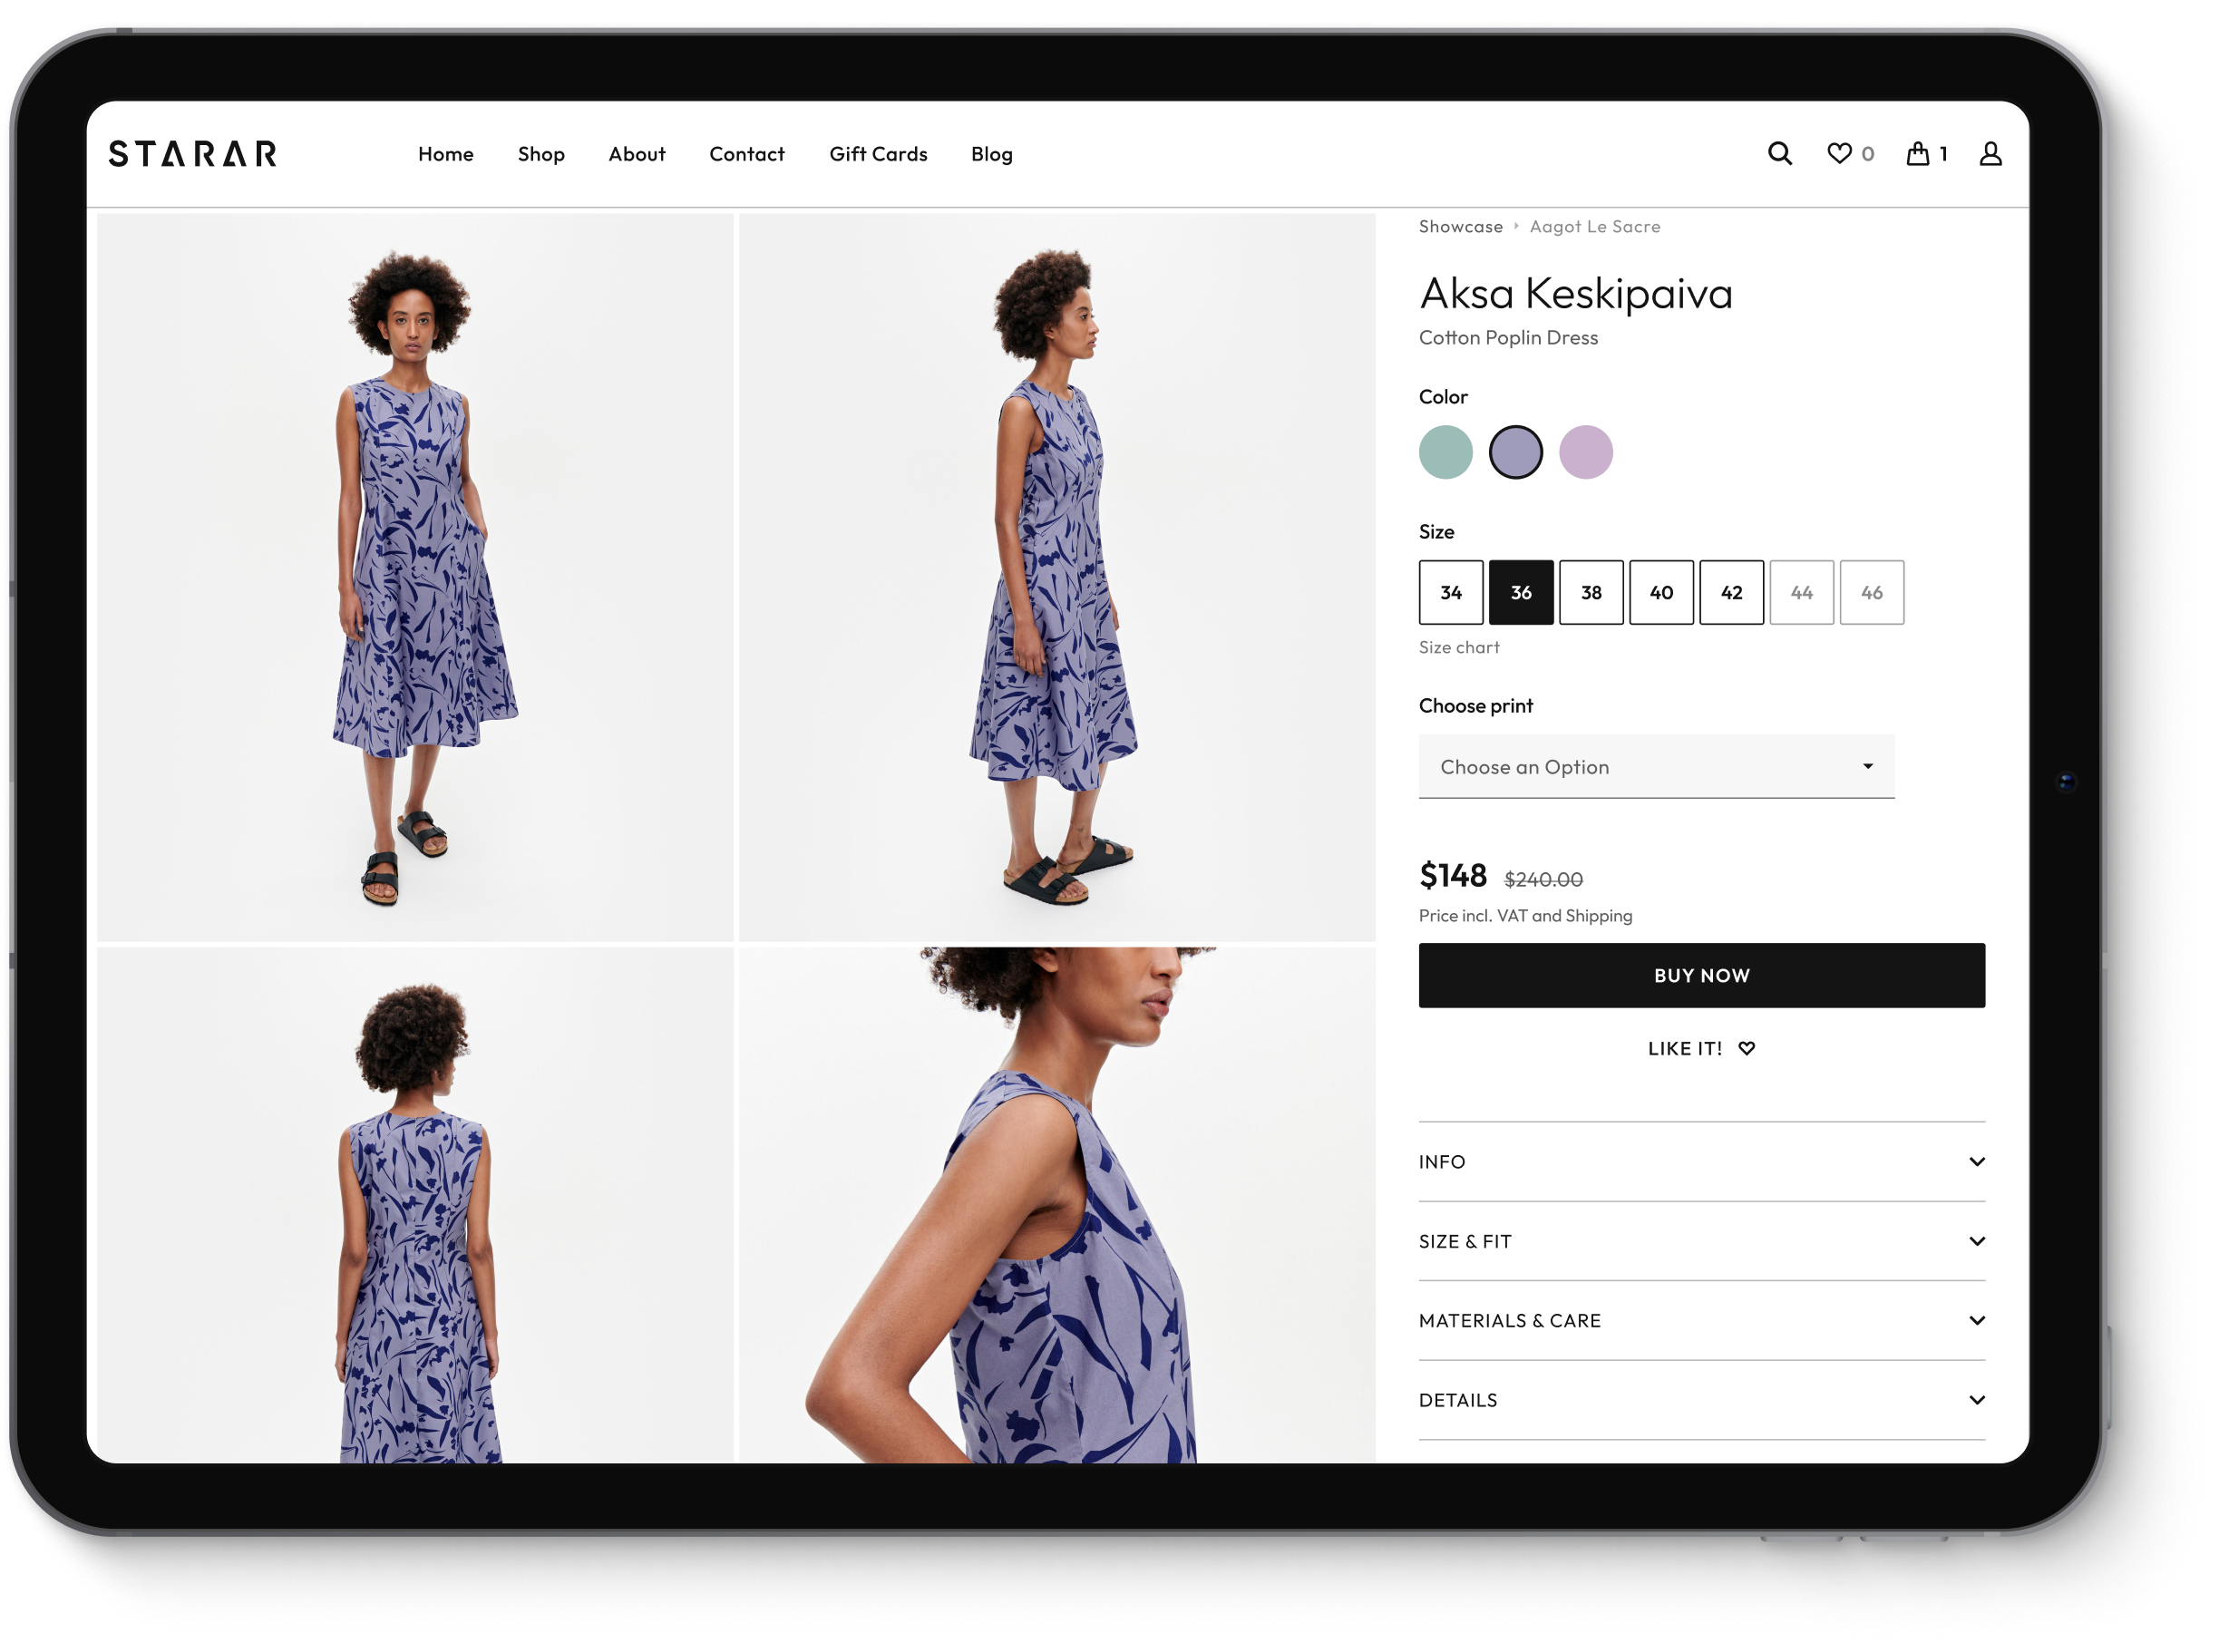 STARAR Home Shop About Contact Gift Cards Blog 0 1
Showcase Aagot Le Sacre
Aksa Keskipaiva
Cotton Poplin Dress
Color
Size
34 36 38 40 42 44 46
Size chart
Choose print
Choose an Option
$148 $240.00
Price incl. VAT and Shipping
BUY NOW
LIKE IT!
INFO
SIZE & FIT
MATERIALS & CARE
DETAILS